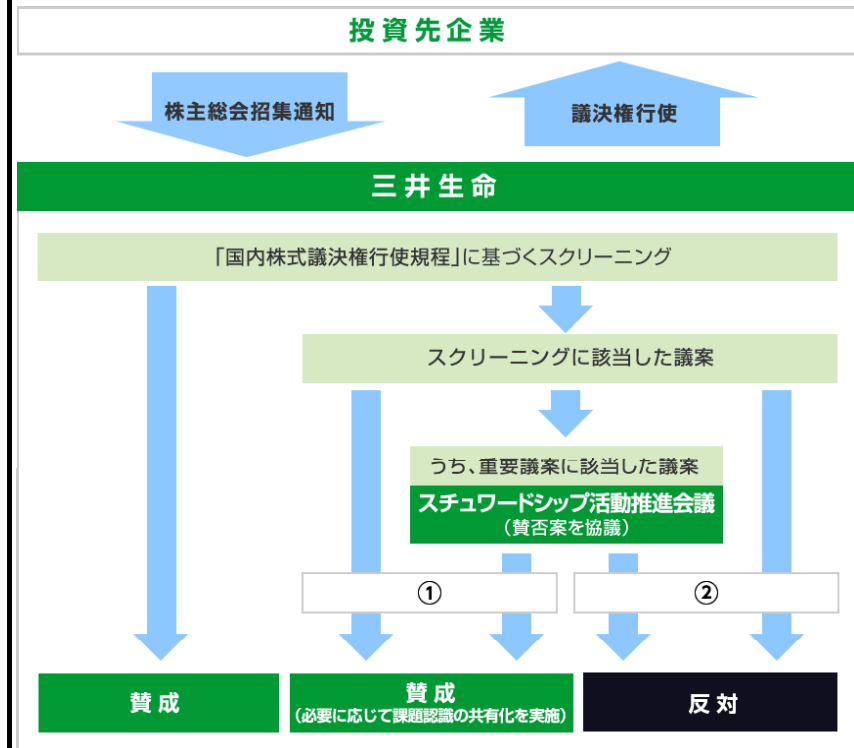 投資先企業
株主総会招集通知
議決権行使
三井生命
「国内株式議決権行使規程」に基づくスクリーニング
スクリーニングに該当した議案
うち、重要議案に該当した議案
スチュワードシップ活動推進会議
（賛否案を協議）
①
②
賛成
賛成
（必要に応じて課題認識の共有化を実施）
反対